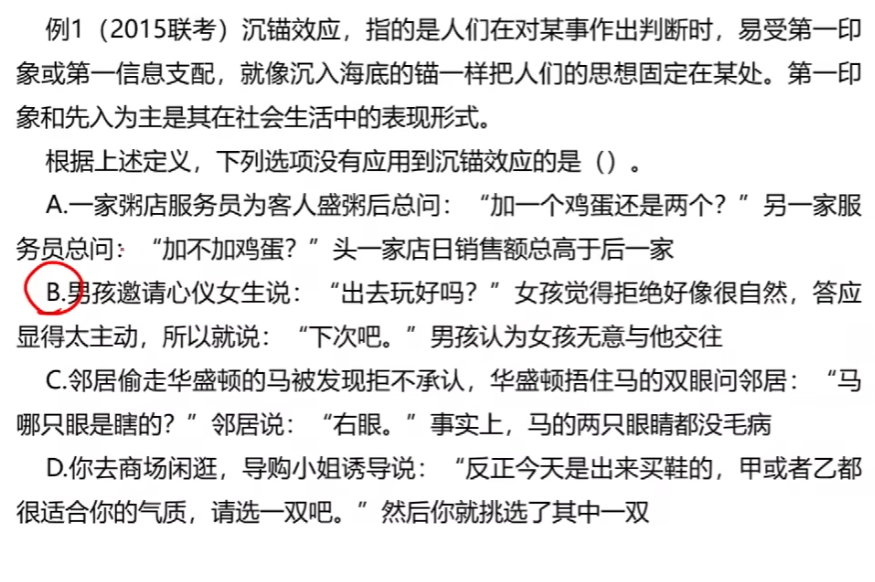 例1（2015联考）沉锚效应，指的是人们在对某事作出判断时，易受第一印
象或第一信息支配，就像沉入海底的锚一样把人们的思想固定在某处。第一印
象和先入为主是其在社会生活中的表现形式。
根据上述定义，下列选项没有应用到沉锚效应的是（）。
A.一家粥店服务员为客人盛粥后总问：“加一个鸡蛋还是两个？”另一家服
务员总问：“加不加鸡蛋？”头一家店日销售额总高于后一家
B.男孩邀请心仪女生说：“出去玩好吗？”女孩觉得拒绝好像很自然，答应
显得太主动，所以就说：“下次吧。”男孩认为女孩无意与他交往
C.邻居偷走华盛顿的马被发现拒不承认，华盛顿捂住马的双眼问邻居：“马
哪只眼是瞎的？”邻居说：“右眼。”事实上，马的两只眼睛都没毛病
D.你去商场闲逛，导购小姐诱导说：“反正今天是出来买鞋的，甲或者乙都
很适合你的气质，请选一双吧。”然后你就挑选了其中一双